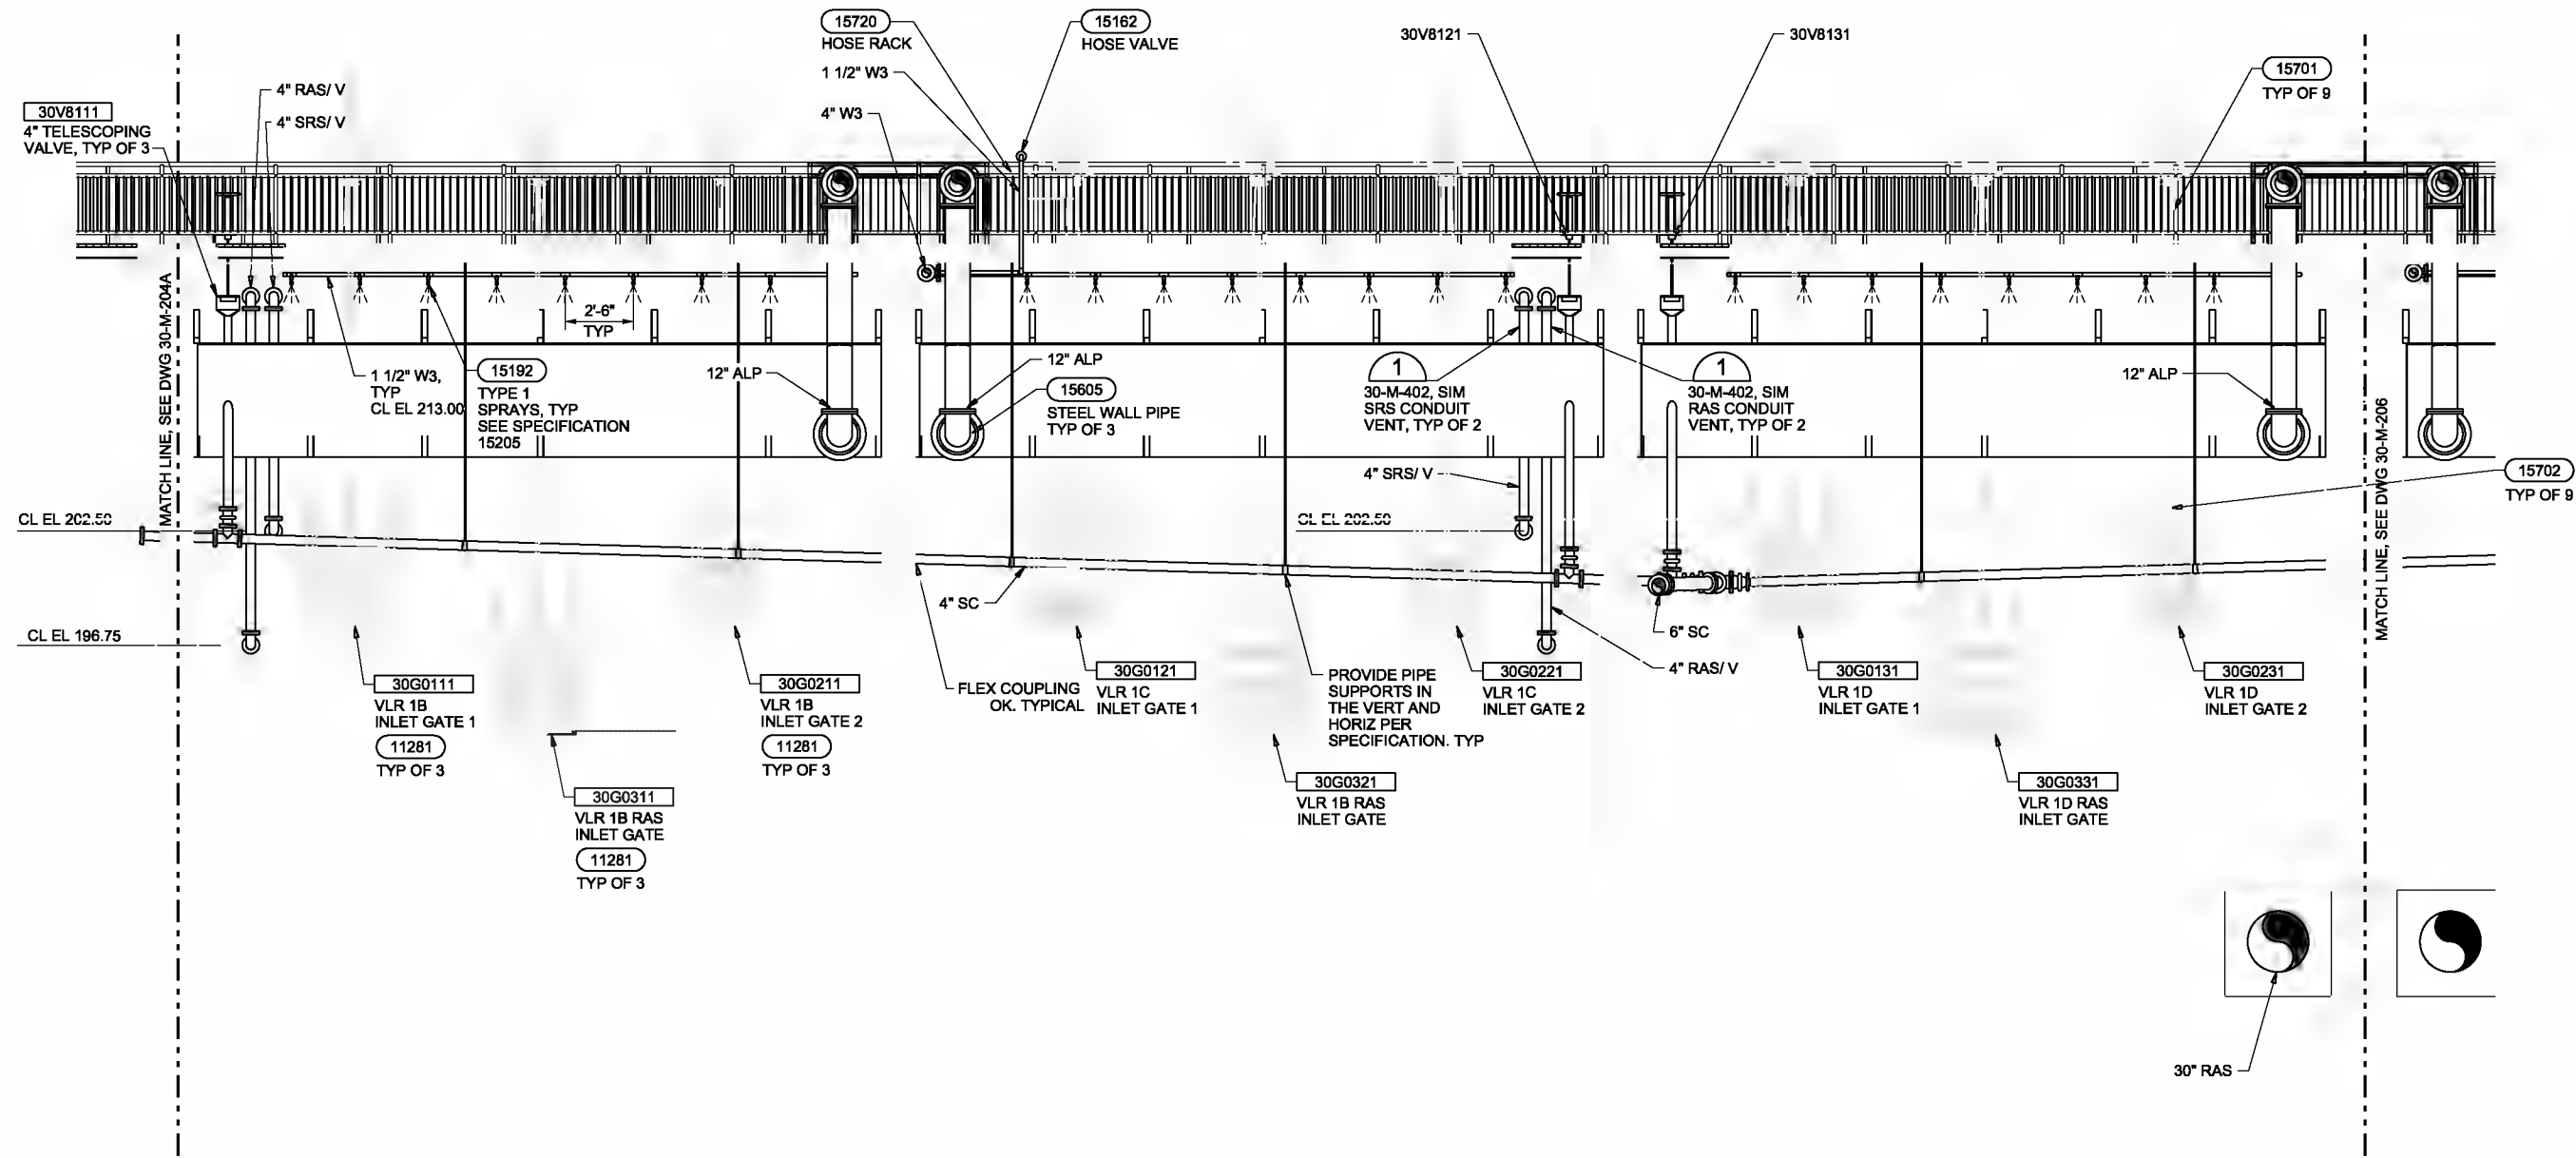 15720
HOSE RACK
1 1/2" W3
4" W3
15162
HOSE VALVE
30V8121
30V8131
15701
TYP OF 9
4" RAS/ V
4" SRS/ V
30V8111
4" TELESCOPING
VALVE, TYP OF 3
MATCH LINE, SEE DWG 30-M-204A
2'-6"
TYP
1 1/2" W3,
TYP
CL EL 213.00
15192
TYPE 1
SPRAYS, TYP
SEE SPECIFICATION
15205
12" ALP
12" ALP
15605
STEEL WALL PIPE
TYP OF 3
1
30-M-402, SIM
SRS CONDUIT
VENT, TYP OF 2
1
30-M-402, SIM
RAS CONDUIT
VENT, TYP OF 2
12" ALP
MATCH LINE, SEE DWG 30-M-206
15702
TYP OF 9
4" SRS/ V
CL EL 202.50
CL EL 202.50
CL EL 196.75
4" SC
6" SC
4" RAS/ V
30G0111
VLR 1B
INLET GATE 1
11281
TYP OF 3
30G0211
VLR 1B
INLET GATE 2
11281
TYP OF 3
FLEX COUPLING
OK. TYPICAL
30G0121
VLR 1C
INLET GATE 1
PROVIDE PIPE
SUPPORTS IN
THE VERT AND
HORIZ PER
SPECIFICATION. TYP
30G0221
VLR 1C
INLET GATE 2
30G0131
VLR 1D
INLET GATE 1
30G0231
VLR 1D
INLET GATE 2
30G0311
VLR 1B RAS
INLET GATE
11281
TYP OF 3
30G0321
VLR 1B RAS
INLET GATE
30G0331
VLR 1D RAS
INLET GATE
30" RAS